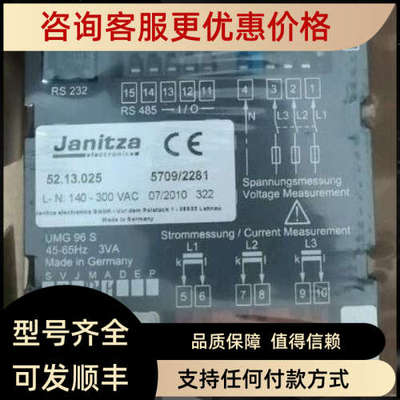 咨询客服更优惠价格
RS 232
15 14 13 12 11 4 3 2 1
RS 485 I / O
N L3 L2 L1
Janitza
electronics
CE
52.13.025 5709/2281
L- N: 140 - 300 VAC 07/2010 322
Made in Germany
Spannungsmessung
Voltage Measurement
UMG 96 S
45-65Hz 3VA
Made in Germany
S V J M A D E P
Strommessung / Current Measurement
L1 L2 L3
k l k l k l
5 6 7 8 9 10
型号齐全
可发顺丰
品质保障 值得信赖
支持任何付款方式